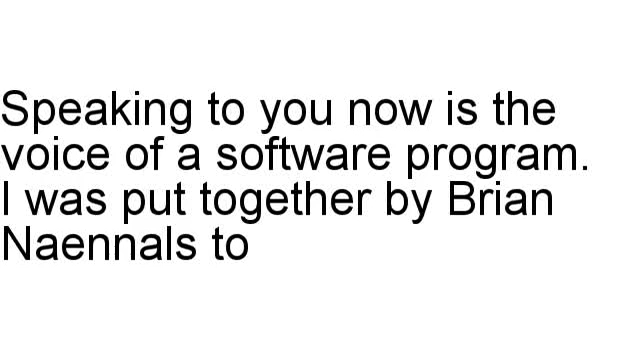 Speaking to you now is the
voice of a software program.
I was put together by Brian
Naennals to